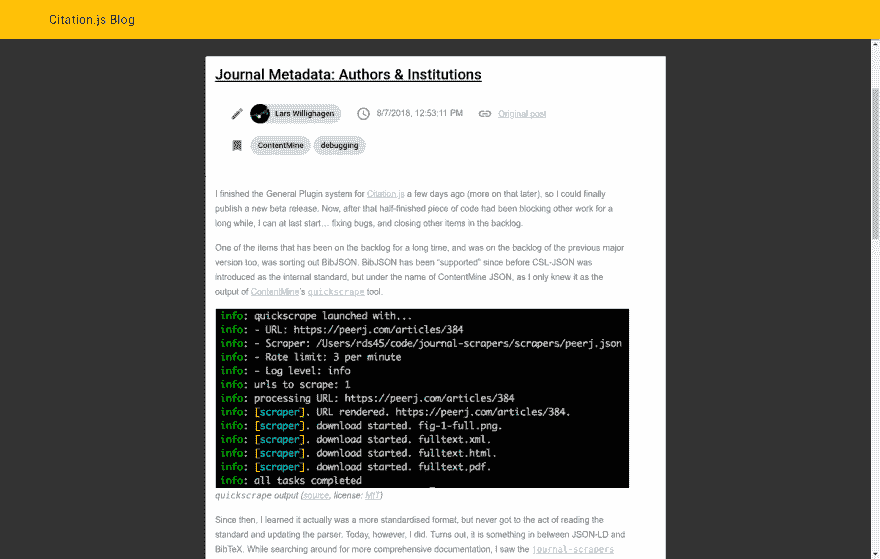 Citation.js Blog
Journal Metadata: Authors & Institutions
Lars Willighagen 8/7/2018, 12:53:11 PM Original post
ContentMine debugging
I finished the General Plugin system for Citation.js a few days ago (more on that later), so I could finally
publish a new beta release. Now, after that half-finished piece of code had been blocking other work for a
long while, I can at last start… fixing bugs, and closing other items in the backlog.
One of the items that has been on the backlog for a long time, and was on the backlog of the previous major
version too, was sorting out BibJSON. BibJSON has been “supported” since before CSL-JSON was
introduced as the internal standard, but under the name of ContentMine JSON, as I only knew it as the
output of ContentMine's quickscrape tool.
info: quickscrape launched with...
info: - URL: https://peerj.com/articles/384
info: - Scraper: /Users/rds45/code/journal-scrapers/scrapers/peerj.json
info: - Rate limit: 3 per minute
info: - Log level: info
info: urls to scrape: 1
info: processing URL: https://peerj.com/articles/384
info: [scraper]. URL rendered. https://peerj.com/articles/384.
info: [scraper]. download started. fig-1-full.png.
info: [scraper]. download started. fulltext.xml.
info: [scraper]. download started. fulltext.html.
info: [scraper]. download started. fulltext.pdf.
info: all tasks completed
quickscrape output (source, license: MIT)
Since then, I learned it actually was a more standardised format, but never got to the act of reading the
standard and updating the parser. Today, however, I did. Turns out, it is something in between JSON-LD and
BibTeX. While searching around for more comprehensive documentation, I saw the journal-scrapers